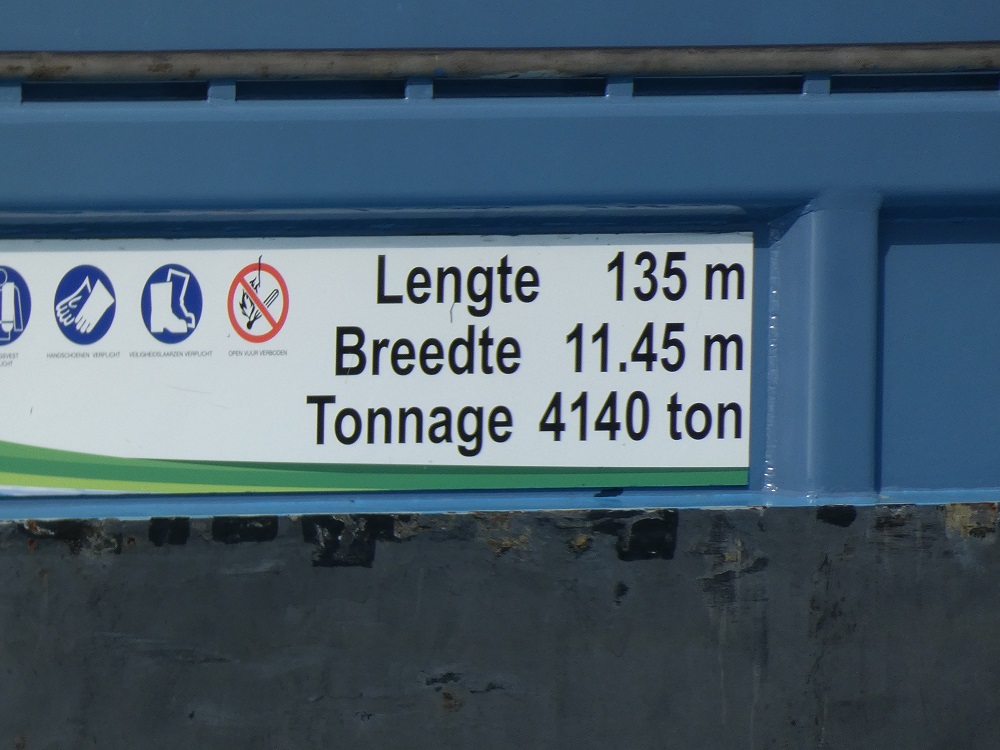 Lengte 135 m
Breedte 11.45 m
Tonnage 4140 ton
HANDSCHOENEN VERPLICHT
VEILIGHEIDSLAARZEN VERPLICHT
OPEN VUUR VERBODEN